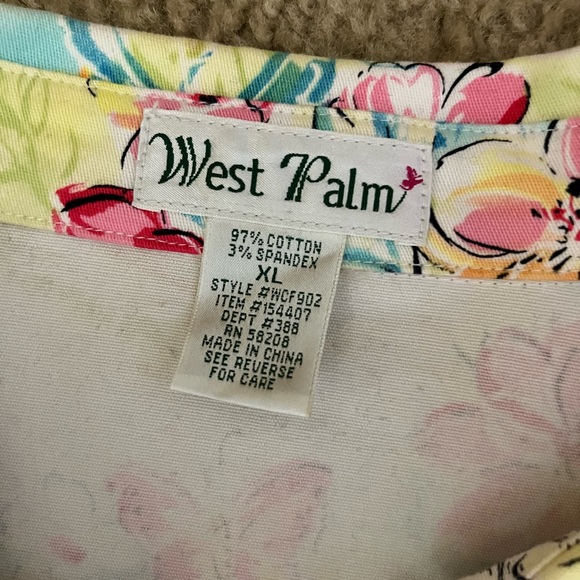 West Palm
97% COTTON
3% SPANDEX
XL
STYLE #WCF902
ITEM #154407
DEPT #388
RN 58208
MADE IN CHINA
SEE REVERSE
FOR CARE